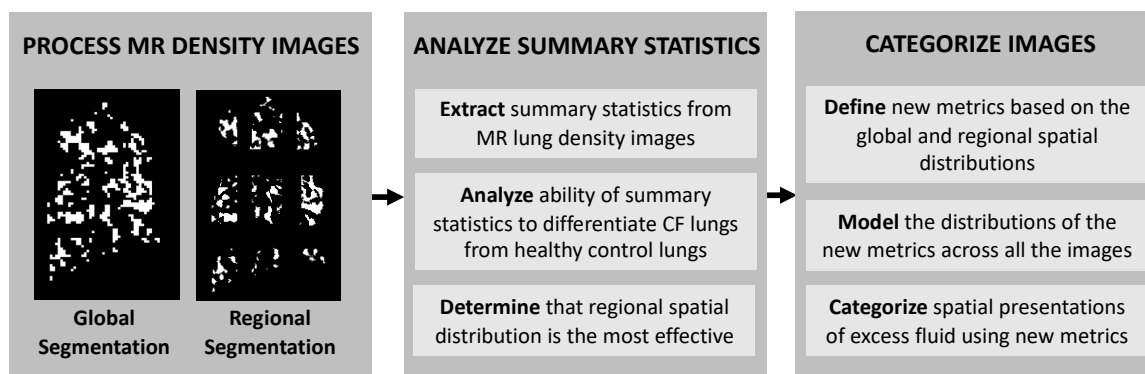 PROCESS MR DENSITY IMAGES
Global
Segmentation
Regional
Segmentation
ANALYZE SUMMARY STATISTICS
Extract summary statistics from
MR lung density images
Analyze ability of summary
statistics to differentiate CF lungs
from healthy control lungs
Determine that regional spatial
distribution is the most effective
CATEGORIZE IMAGES
Define new metrics based on the
global and regional spatial
distributions
Model the distributions of the
new metrics across all the images
Categorize spatial presentations
of excess fluid using new metrics